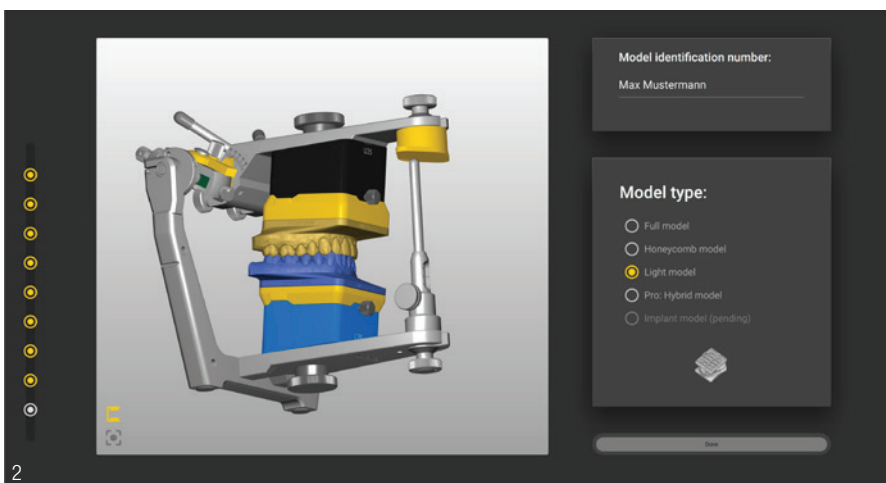 Model identification number:
Max Mustermann
Model type:
Full model
Honeycomb model
Light model
Pro: Hybrid model
Implant model (pending)
Done
2